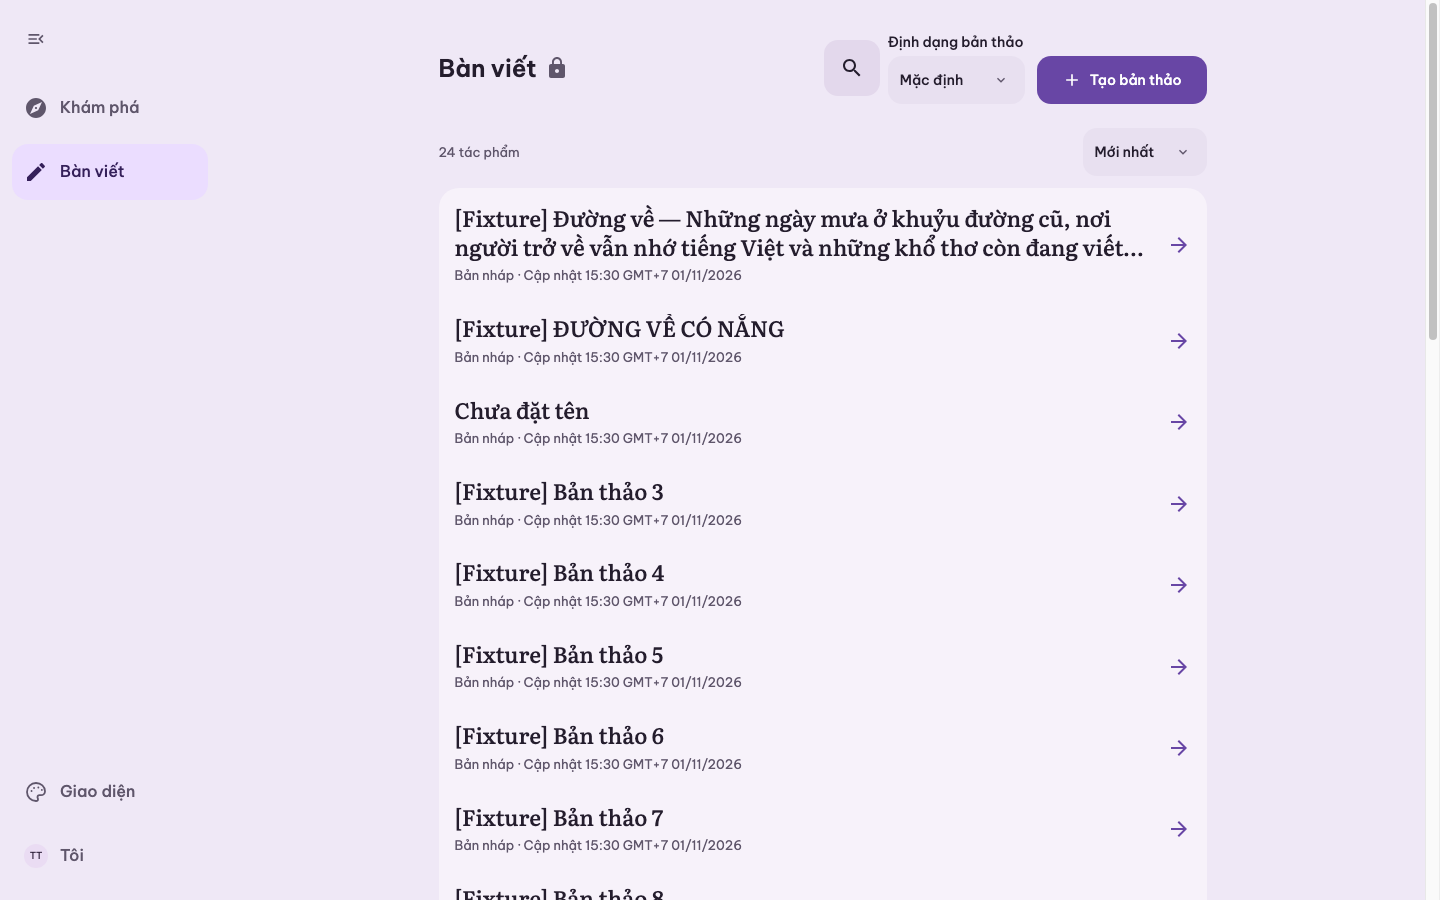 Khám phá
Bàn viết
Giao diện
TT Tôi
Bàn viết
Định dạng bản thảo
Mặc định
Tạo bản thảo
24 tác phẩm
Mới nhất
[Fixture] Đường về — Những ngày mưa ở khuỷu đường cũ, nơi
người trở về vẫn nhớ tiếng Việt và những khổ thơ còn đang viết...
Bản nháp · Cập nhật 15:30 GMT+7 01/11/2026
[Fixture] ĐƯỜNG VỀ CÓ NẮNG
Bản nháp · Cập nhật 15:30 GMT+7 01/11/2026
Chưa đặt tên
Bản nháp · Cập nhật 15:30 GMT+7 01/11/2026
[Fixture] Bản thảo 3
Bản nháp · Cập nhật 15:30 GMT+7 01/11/2026
[Fixture] Bản thảo 4
Bản nháp · Cập nhật 15:30 GMT+7 01/11/2026
[Fixture] Bản thảo 5
Bản nháp · Cập nhật 15:30 GMT+7 01/11/2026
[Fixture] Bản thảo 6
Bản nháp · Cập nhật 15:30 GMT+7 01/11/2026
[Fixture] Bản thảo 7
Bản nháp · Cập nhật 15:30 GMT+7 01/11/2026
[Fixture] Bản thảo 8